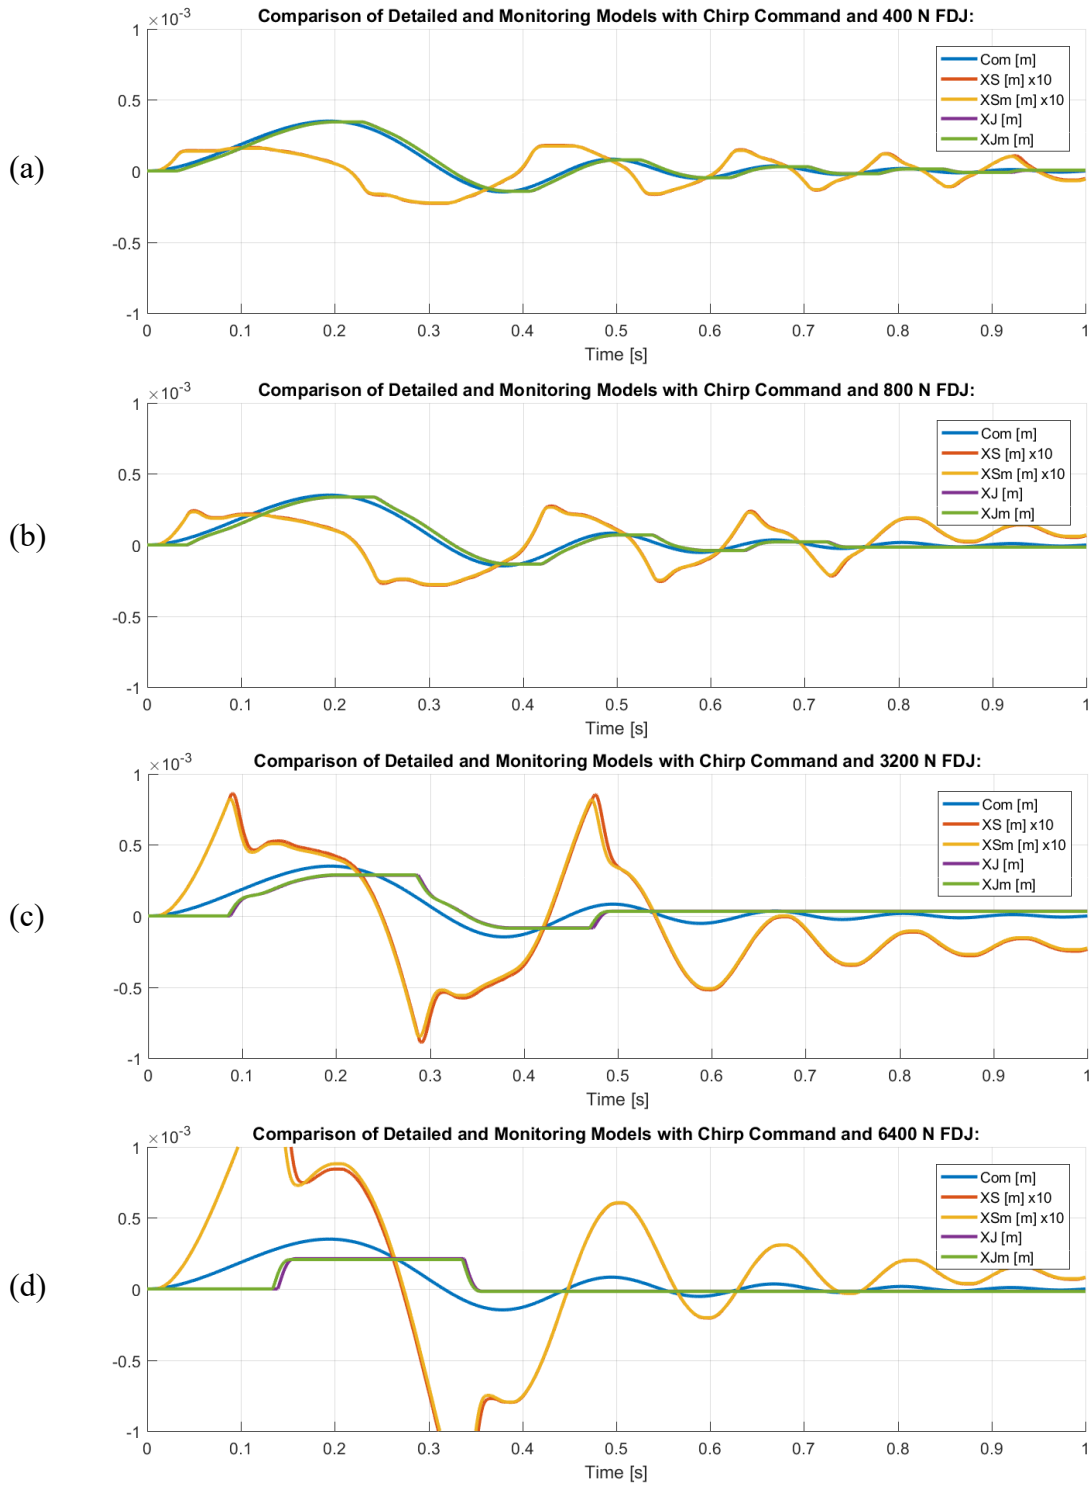 Comparison of Detailed and Monitoring Models with Chirp Command and 400 N FDJ:
×10-3
1
0.5
0
-0.5
-1
Com [m]
XS [m] x10
XSm [m] x10
XJ [m]
XJm [m]
(a)
0 0.1 0.2 0.3 0.4 0.5 0.6 0.7 0.8 0.9 1
Time [s]
Comparison of Detailed and Monitoring Models with Chirp Command and 800 N FDJ:
×10-3
1
0.5
0
-0.5
-1
Com [m]
XS [m] x10
XSm [m] x10
XJ [m]
XJm [m]
(b)
0 0.1 0.2 0.3 0.4 0.5 0.6 0.7 0.8 0.9 1
Time [s]
Comparison of Detailed and Monitoring Models with Chirp Command and 3200 N FDJ:
×10-3
1
0.5
0
-0.5
-1
Com [m]
XS [m] x10
XSm [m] x10
XJ [m]
XJm [m]
(c)
0 0.1 0.2 0.3 0.4 0.5 0.6 0.7 0.8 0.9 1
Time [s]
Comparison of Detailed and Monitoring Models with Chirp Command and 6400 N FDJ:
×10-3
1
0.5
0
-0.5
-1
Com [m]
XS [m] x10
XSm [m] x10
XJ [m]
XJm [m]
(d)
0 0.1 0.2 0.3 0.4 0.5 0.6 0.7 0.8 0.9 1
Time [s]